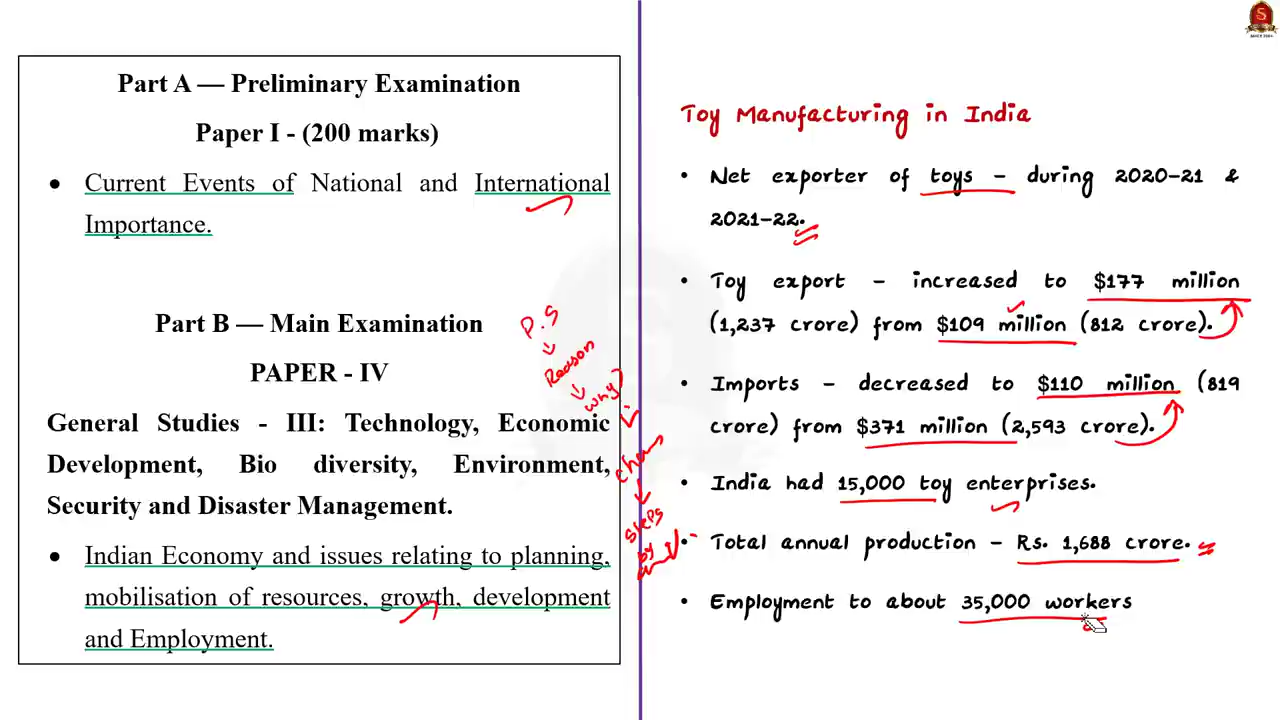 Part A — Preliminary Examination
Paper I - (200 marks)
• Current Events of National and International
Importance.
Part B — Main Examination
PAPER - IV
General Studies - III: Technology, Economic
Development, Bio diversity, Environment,
Security and Disaster Management.
• Indian Economy and issues relating to planning,
mobilisation of resources, growth, development
and Employment.
P.S
Reason
why?
steps
by
Toy Manufacturing in India
• Net exporter of toys – during 2020-21 &
2021-22.
• Toy export – increased to $177 million
(1,237 crore) from $109 million (812 crore).
• Imports – decreased to $110 million (819
crore) from $371 million (2,593 crore).
• India had 15,000 toy enterprises.
• Total annual production – Rs. 1,688 crore.
• Employment to about 35,000 workers